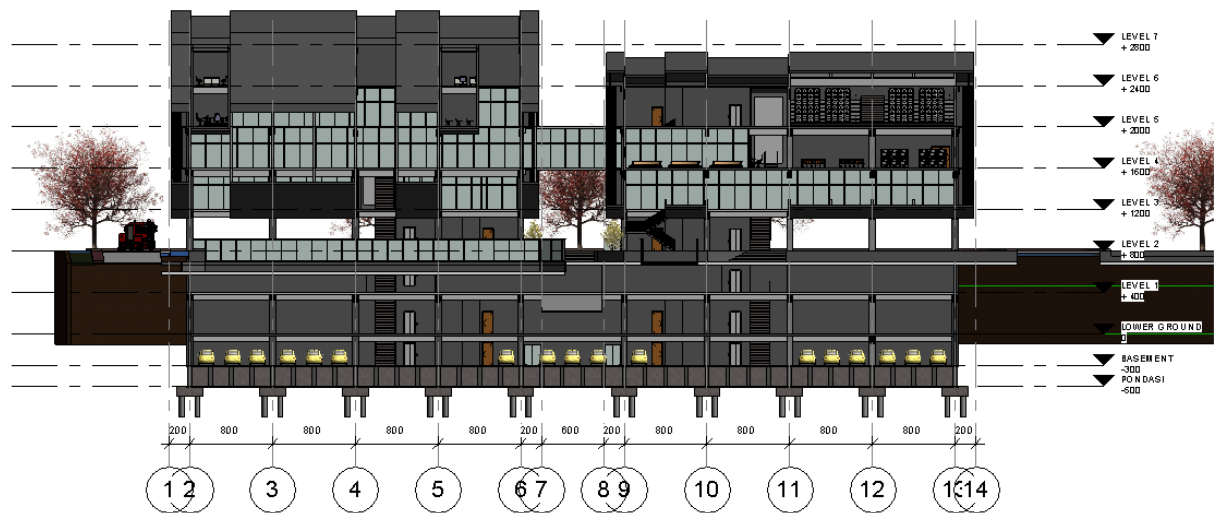 LEVEL 7
+ 2800
LEVEL 6
+ 2400
LEVEL 5
+ 2000
LEVEL 4
+ 1600
LEVEL 3
+ 1200
LEVEL 2
+ 800
LEVEL 1
+ 400
LOWER GROUND
0
BASEMENT
-300
PONDASI
-500
200 800 800 800 800 200 600 200 800 800 800 800 200
1 2 3 4 5 6 7 8 9 10 11 12 13 14